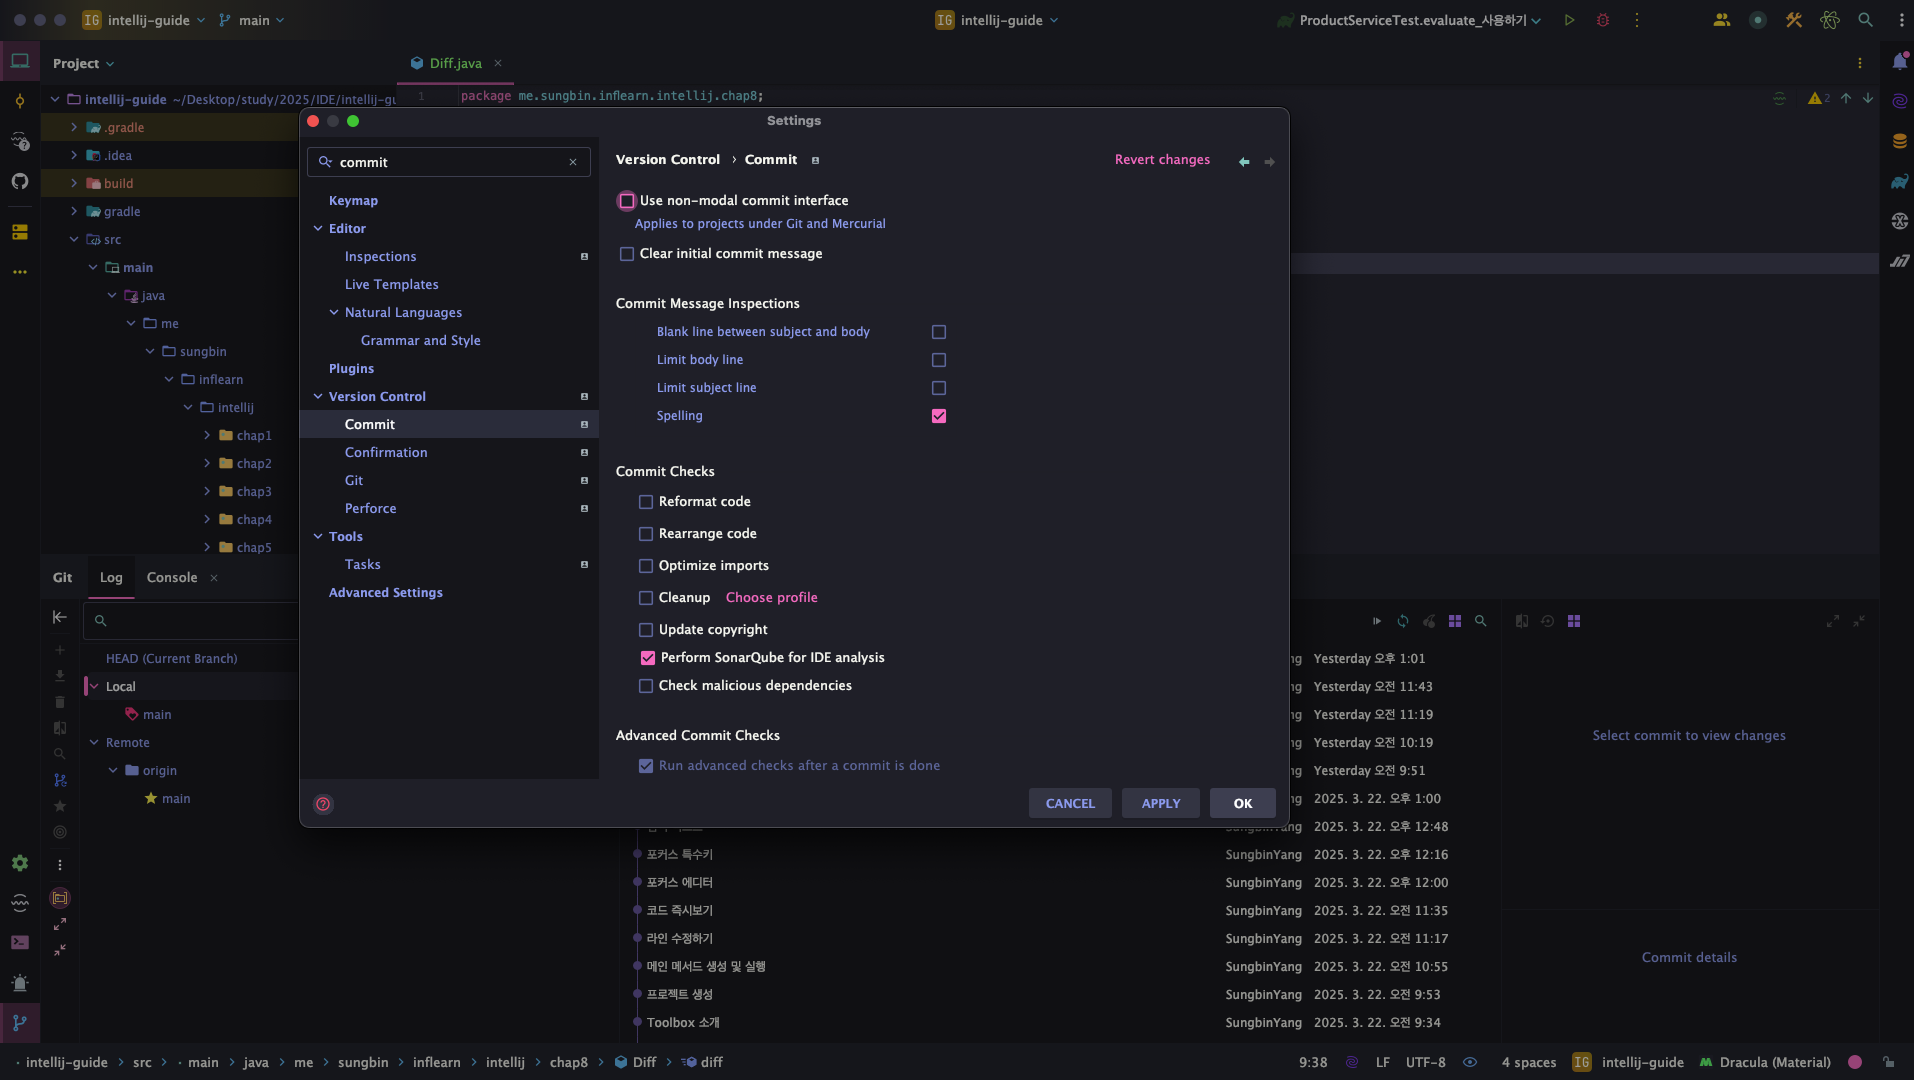 IG intellij-guide main
IG intellij-guide
ProductServiceTest.evaluate_사용하기
Project
Diff.java
intellij-guide ~/Desktop/study/2025/IDE/intellij-gu
.gradle
.idea
build
gradle
src
main
java
me
sungbin
inflearn
intellij
chap1
chap2
chap3
chap4
chap5
1 package me.sungbin.inflearn.intellij.chap8;
2
Settings
commit
Keymap
Editor
Inspections
Live Templates
Natural Languages
Grammar and Style
Plugins
Version Control
Commit
Confirmation
Git
Perforce
Tools
Tasks
Advanced Settings
Version Control › Commit
Revert changes
Use non-modal commit interface
Applies to projects under Git and Mercurial
Clear initial commit message
Commit Message Inspections
Blank line between subject and body
Limit body line
Limit subject line
Spelling
Commit Checks
Reformat code
Rearrange code
Optimize imports
Cleanup Choose profile
Update copyright
Perform SonarQube for IDE analysis
Check malicious dependencies
Advanced Commit Checks
Run advanced checks after a commit is done
CANCEL APPLY OK
Git Log Console
HEAD (Current Branch)
Local
main
Remote
origin
main
ng Yesterday 오후 1:01
ng Yesterday 오전 11:43
ng Yesterday 오전 11:19
ng Yesterday 오전 10:19
ng Yesterday 오전 9:51
ng 2025. 3. 22. 오후 1:00
SungbinYang 2025. 3. 22. 오후 12:48
포커스 특수키 SungbinYang 2025. 3. 22. 오후 12:16
포커스 에디터 SungbinYang 2025. 3. 22. 오후 12:00
코드 즉시보기 SungbinYang 2025. 3. 22. 오전 11:35
라인 수정하기 SungbinYang 2025. 3. 22. 오전 11:17
메인 메서드 생성 및 실행 SungbinYang 2025. 3. 22. 오전 10:55
프로젝트 생성 SungbinYang 2025. 3. 22. 오전 9:53
Toolbox 소개 SungbinYang 2025. 3. 22. 오전 9:34
Select commit to view changes
Commit details
intellij-guide › src › main › java › me › sungbin › inflearn › intellij › chap8 › Diff › diff
9:38 LF UTF-8 4 spaces IG intellij-guide Dracula (Material)